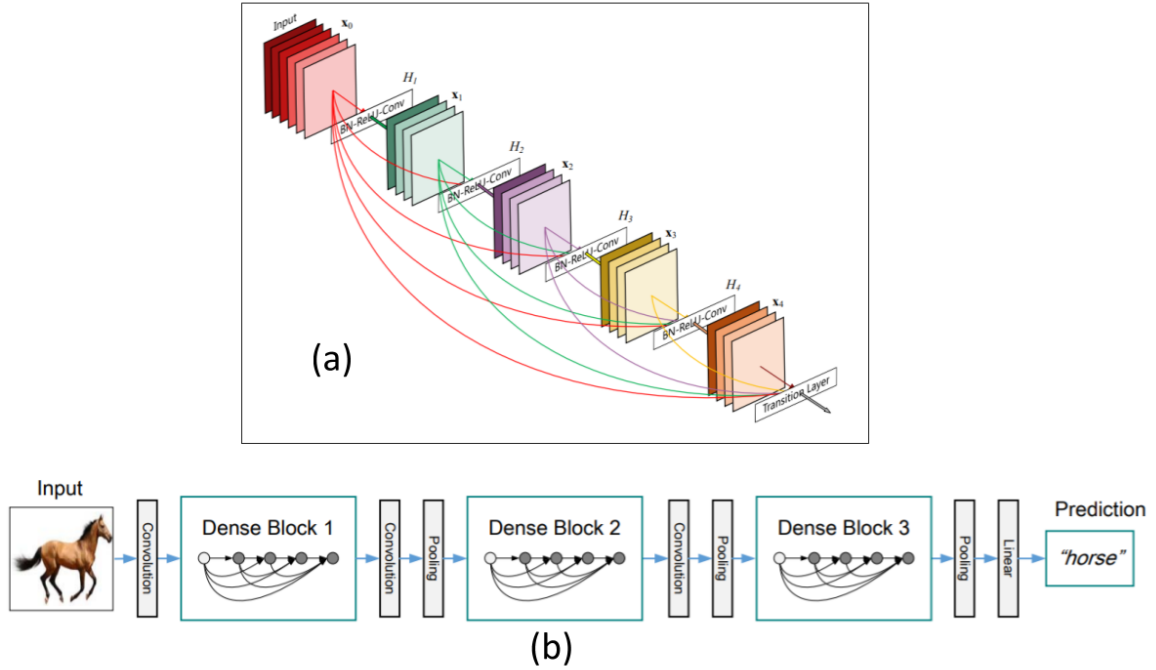 Input
x0
H1
BN-ReLU-Conv
x1
H2
BN-ReLU-Conv
x2
H3
BN-ReLU-Conv
x3
H4
BN-ReLU-Conv
x4
Transition Layer
(a)
Input
Convolution
Dense Block 1
Convolution
Pooling
Dense Block 2
Convolution
Pooling
Dense Block 3
Pooling
Linear
Prediction
"horse"
(b)